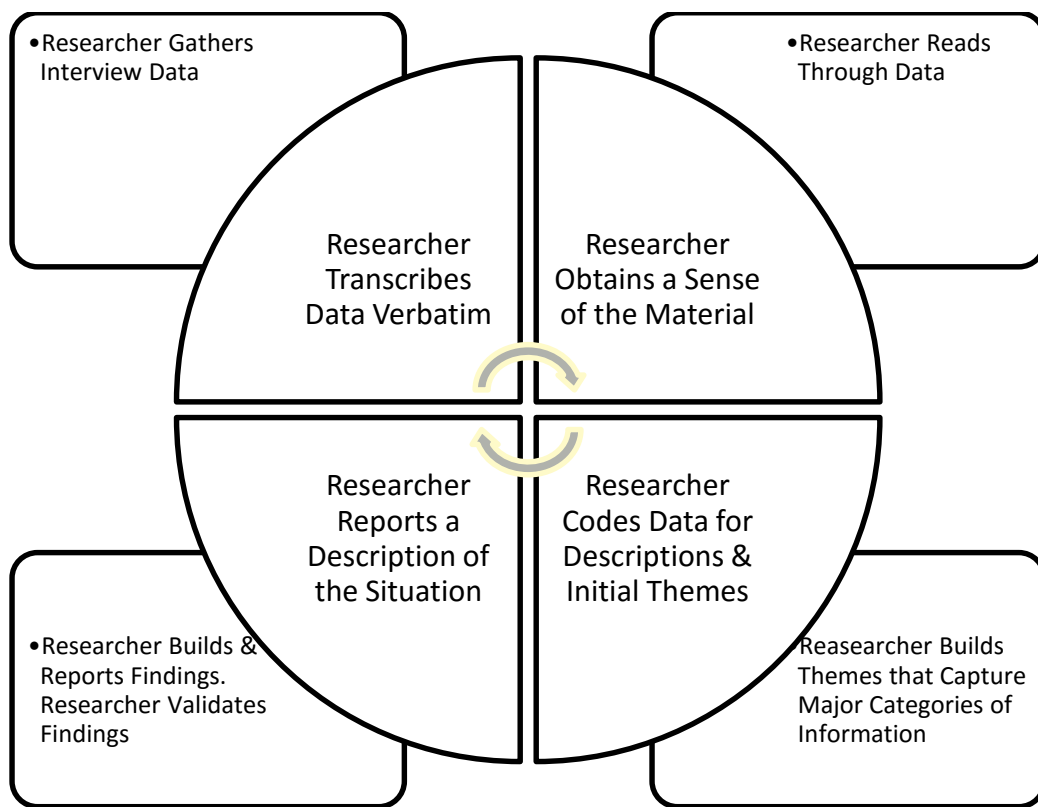 •Researcher Gathers
Interview Data
•Researcher Reads
Through Data
Researcher
Transcribes
Data Verbatim
Researcher
Obtains a Sense
of the Material
Researcher
Reports a
Description of
the Situation
Researcher
Codes Data for
Descriptions &
Initial Themes
•Researcher Builds &
Reports Findings.
Researcher Validates
Findings
•Reasearcher Builds
Themes that Capture
Major Categories of
Information